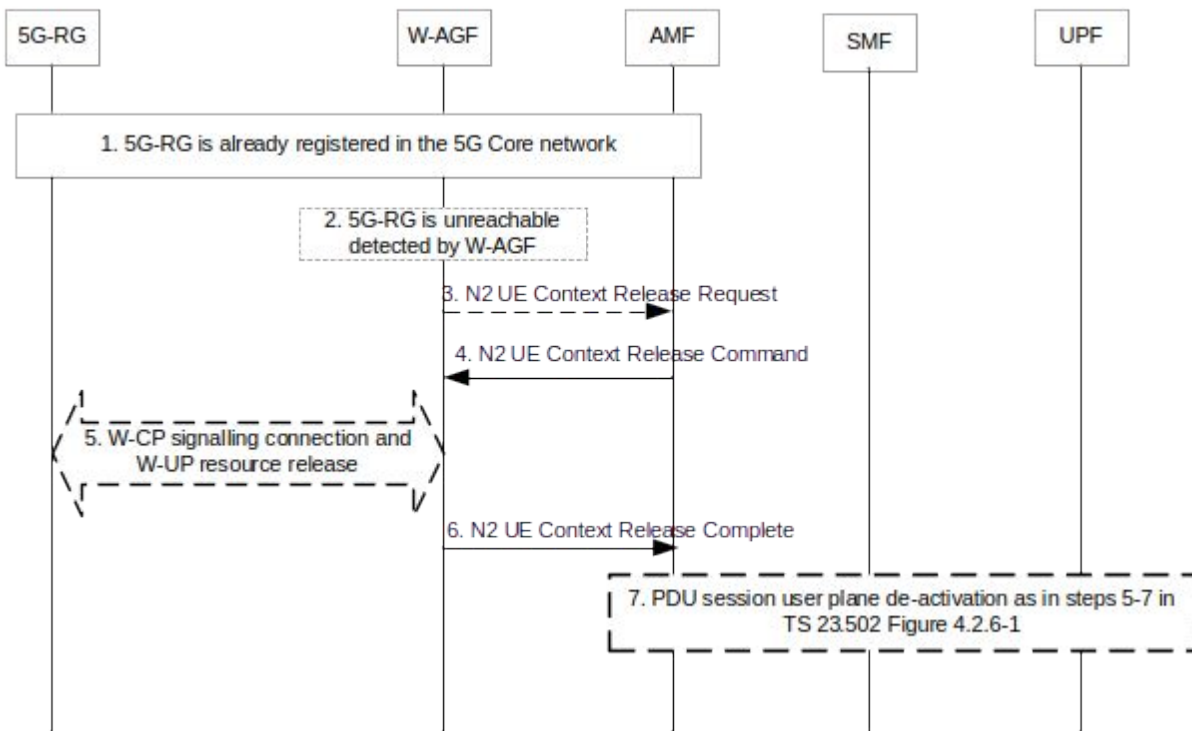 5G-RG
W-AGF
AMF
SMF
UPF
1. 5G-RG is already registered in the 5G Core network
2. 5G-RG is unreachable
detected by W-AGF
3. N2 UE Context Release Request
4. N2 UE Context Release Command
5. W-CP signalling connection and
W-UP resource release
6. N2 UE Context Release Complete
7. PDU session user plane de-activation as in steps 5-7 in
TS 23.502 Figure 4.2.6-1